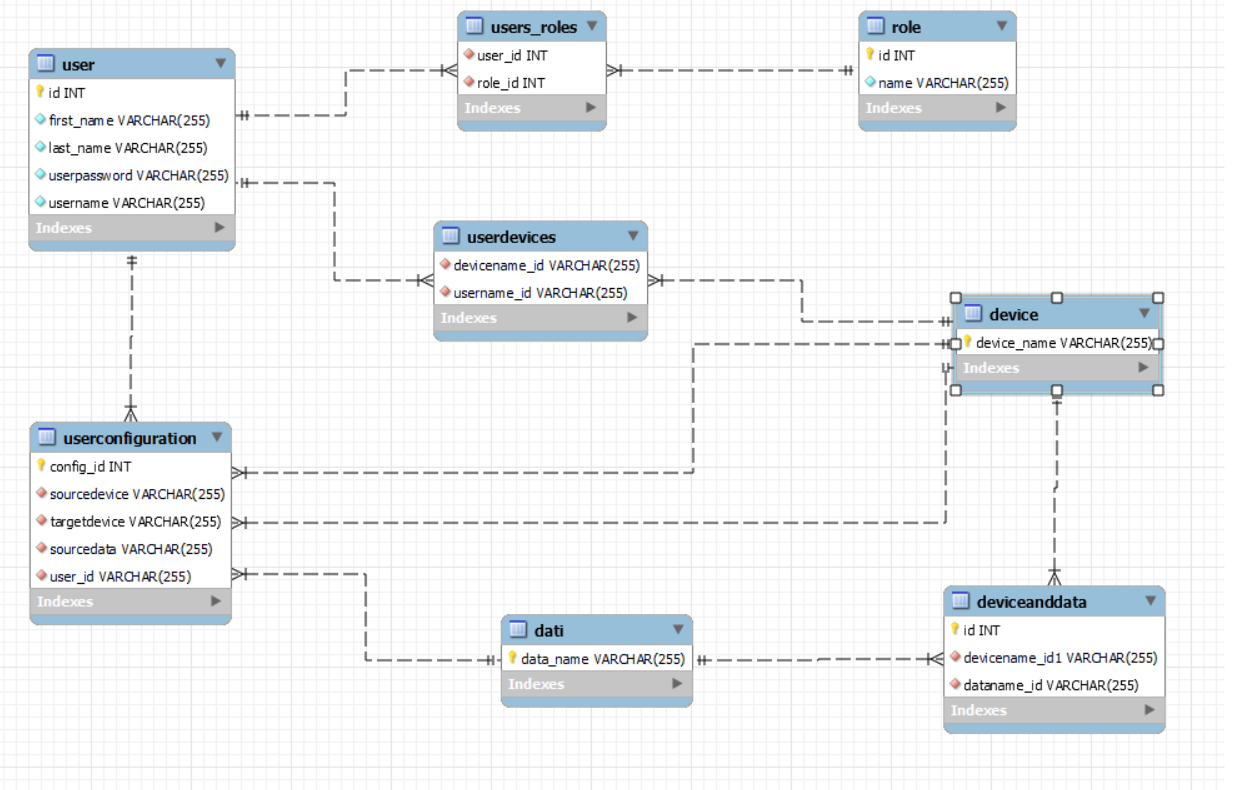 users_roles
user_id INT
role_id INT
Indexes
role
id INT
name VARCHAR(255)
Indexes
user
id INT
first_name VARCHAR(255)
last_name VARCHAR(255)
userpassword VARCHAR(255)
username VARCHAR(255)
Indexes
userdevices
devicename_id VARCHAR(255)
username_id VARCHAR(255)
Indexes
device
device_name VARCHAR(255)
Indexes
userconfiguration
config_id INT
sourcedevice VARCHAR(255)
targetdevice VARCHAR(255)
sourcedata VARCHAR(255)
user_id VARCHAR(255)
Indexes
dati
data_name VARCHAR(255)
Indexes
deviceanddata
id INT
devicename_id1 VARCHAR(255)
dataname_id VARCHAR(255)
Indexes